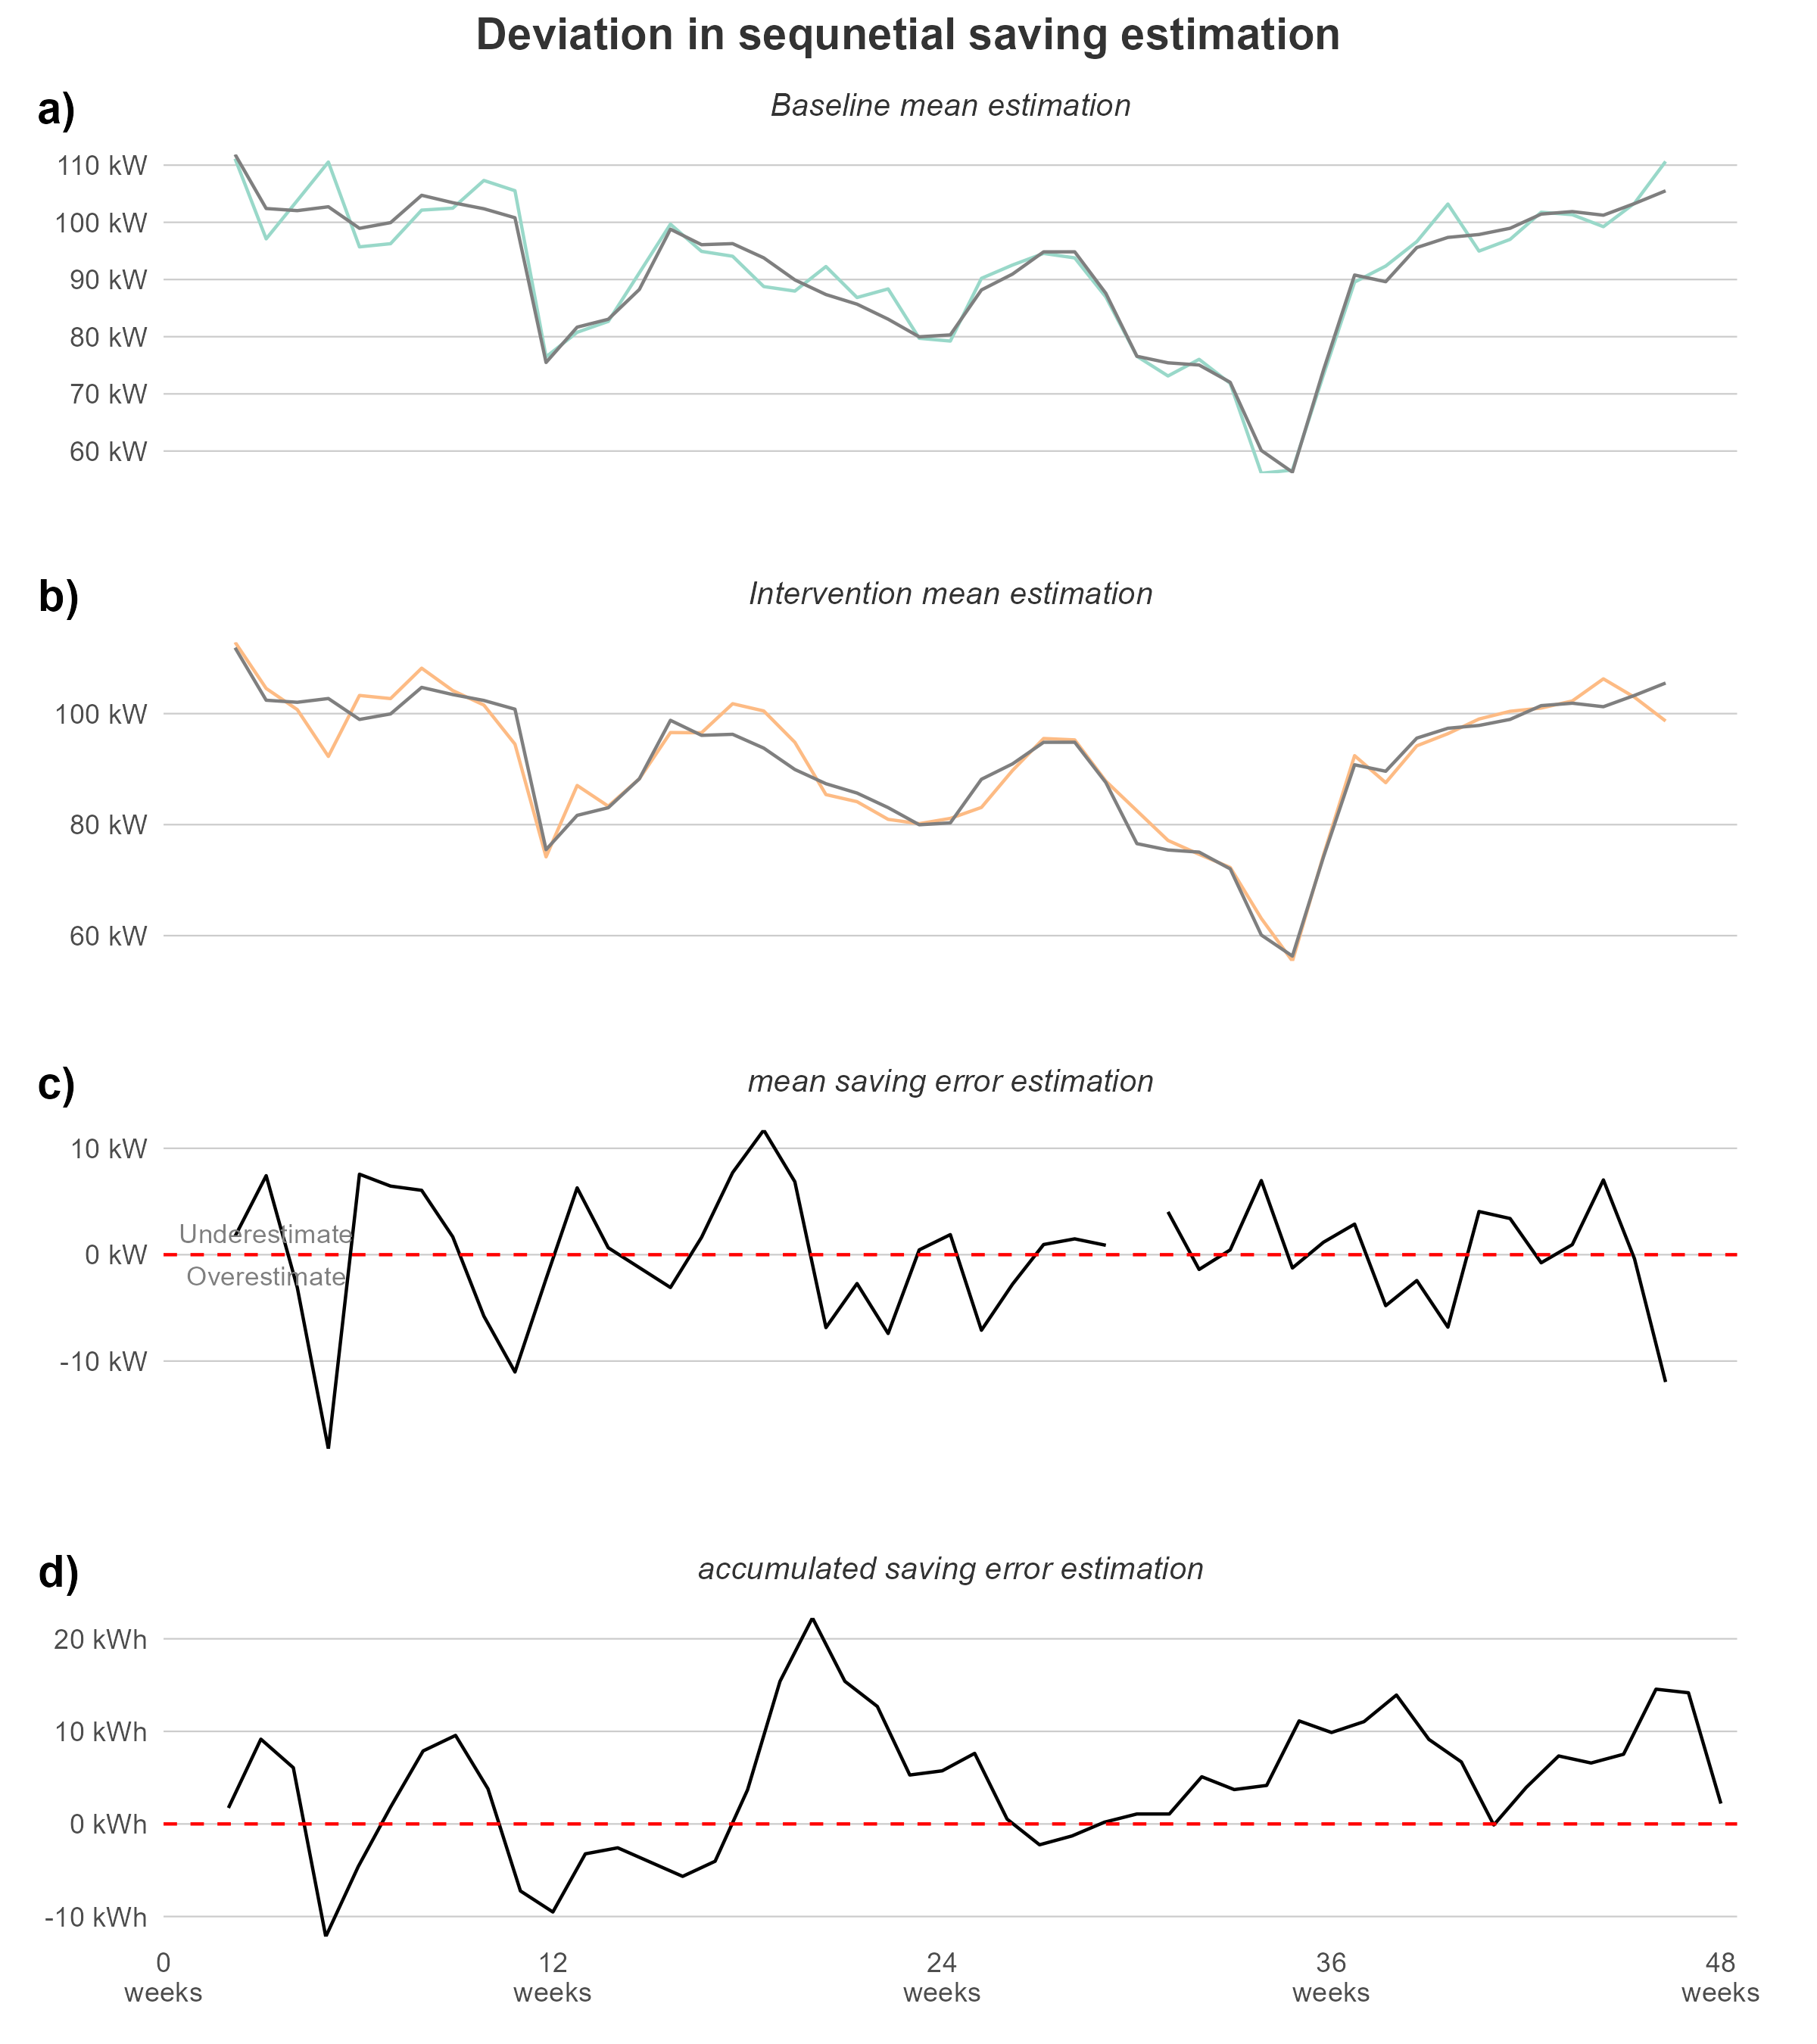 Deviation in sequnetial saving estimation
a)
Baseline mean estimation
110 kW
100 kW
90 kW
80 kW
70 kW
60 kW
b)
Intervention mean estimation
100 kW
80 kW
60 kW
c)
mean saving error estimation
10 kW
Underestimate
0 kW
Overestimate
-10 kW
d)
accumulated saving error estimation
20 kWh
10 kWh
0 kWh
-10 kWh
0 12 24 36 48
weeks weeks weeks weeks weeks